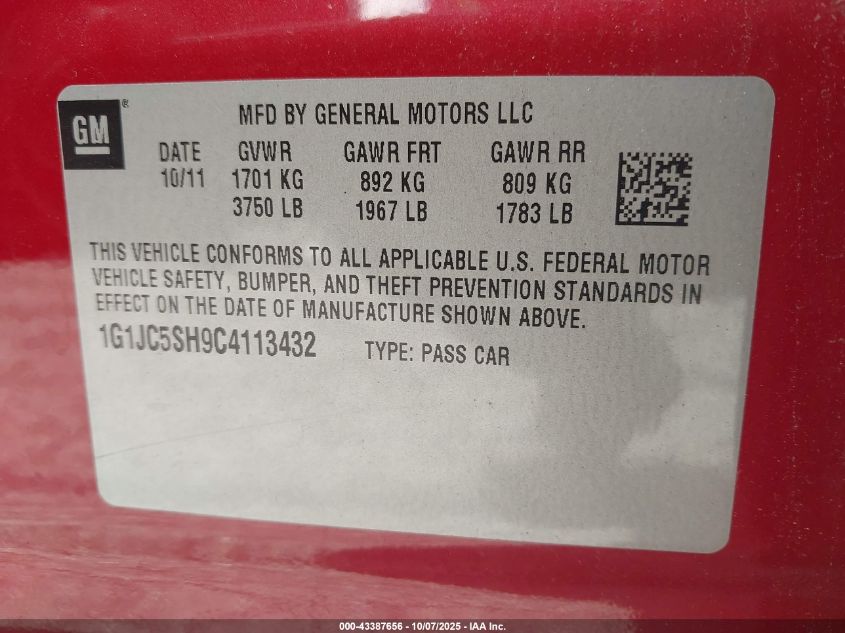 GM®
MFD BY GENERAL MOTORS LLC
DATE GVWR GAWR FRT GAWR RR
10/11 1701 KG 892 KG 809 KG
3750 LB 1967 LB 1783 LB
THIS VEHICLE CONFORMS TO ALL APPLICABLE U.S. FEDERAL MOTOR
VEHICLE SAFETY, BUMPER, AND THEFT PREVENTION STANDARDS IN
EFFECT ON THE DATE OF MANUFACTURE SHOWN ABOVE.
1G1JC5SH9C4113432 TYPE: PASS CAR
000-43387656 - 10/07/2025 - IAA Inc.